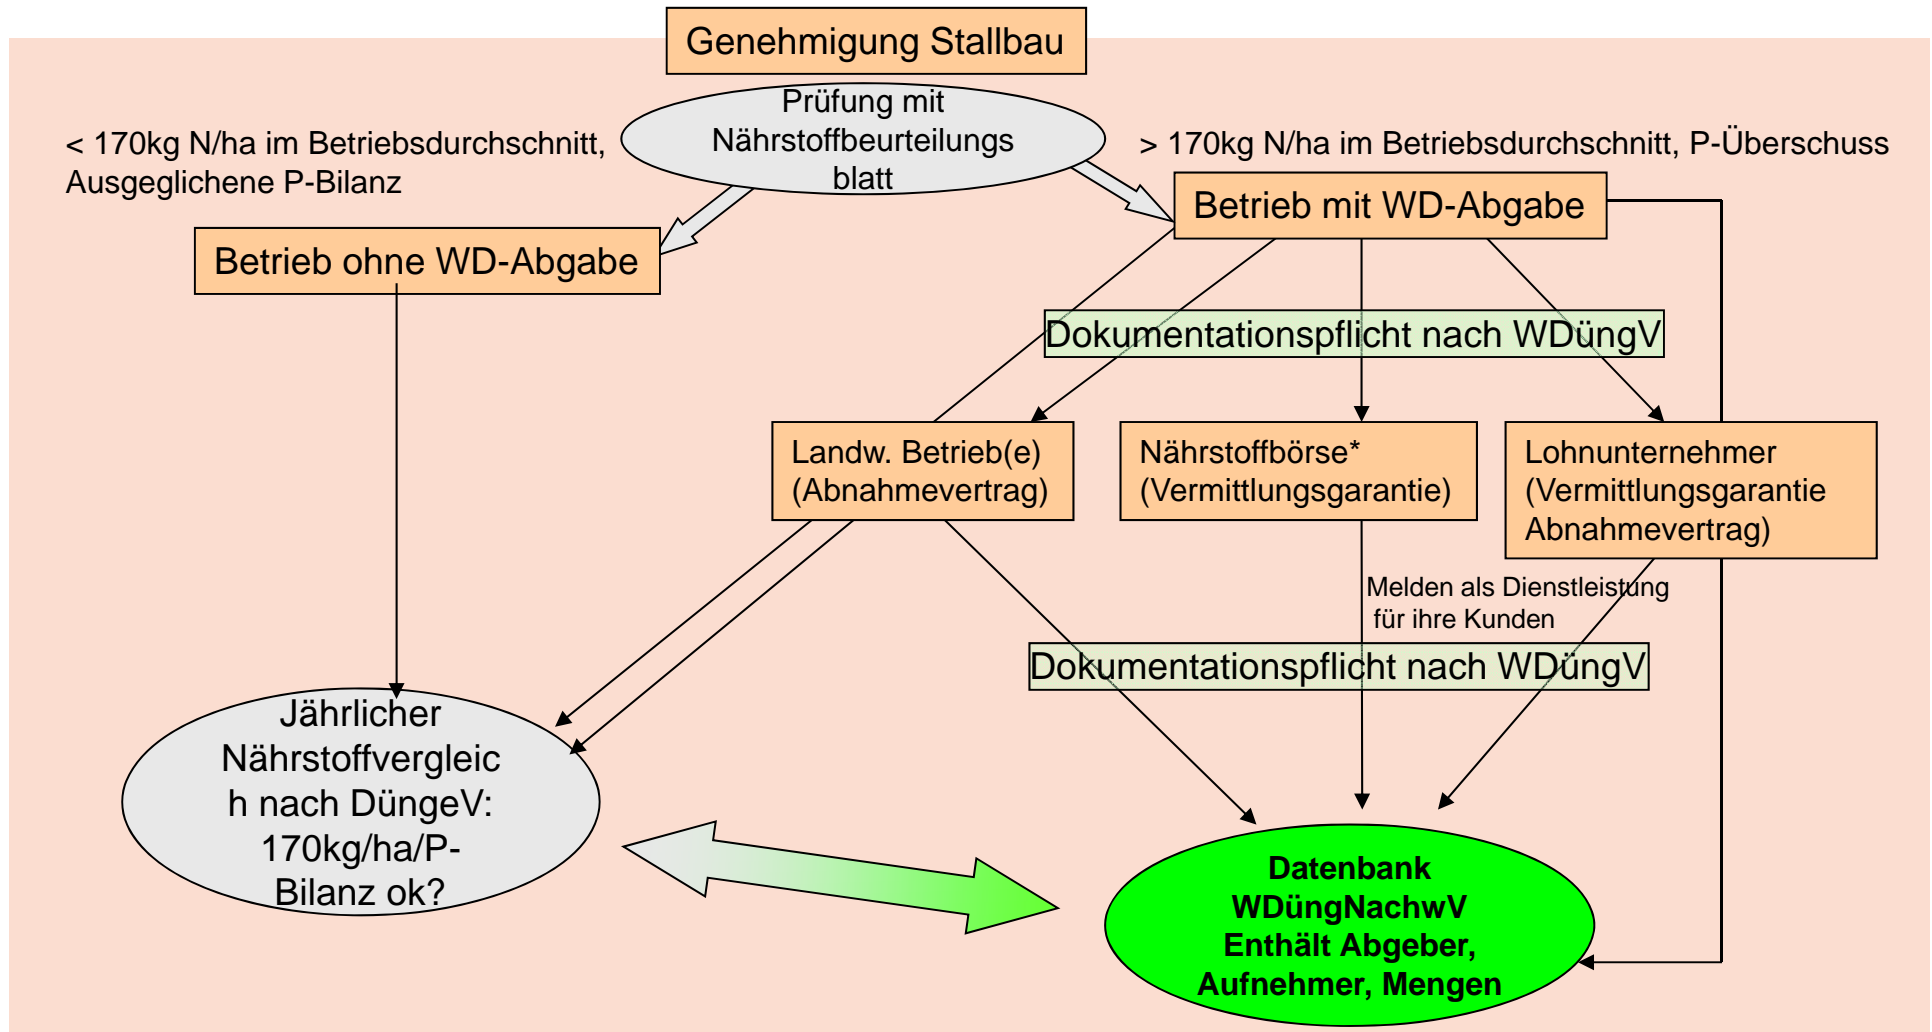 Genehmigung Stallbau
Prüfung mit
Nährstoffbeurteilungs
blatt
< 170kg N/ha im Betriebsdurchschnitt,
Ausgeglichene P-Bilanz
> 170kg N/ha im Betriebsdurchschnitt, P-Überschuss
Betrieb mit WD-Abgabe
Betrieb ohne WD-Abgabe
Dokumentationspflicht nach WDüngV
Landw. Betrieb(e)
(Abnahmevertrag)
Nährstoffbörse*
(Vermittlungsgarantie)
Lohnunternehmer
(Vermittlungsgarantie
Abnahmevertrag)
Melden als Dienstleistung
für ihre Kunden
Dokumentationspflicht nach WDüngV
Jährlicher
Nährstoffvergleic
h nach DüngeV:
170kg/ha/P-
Bilanz ok?
Datenbank
WDüngNachwV
Enthält Abgeber,
Aufnehmer, Mengen